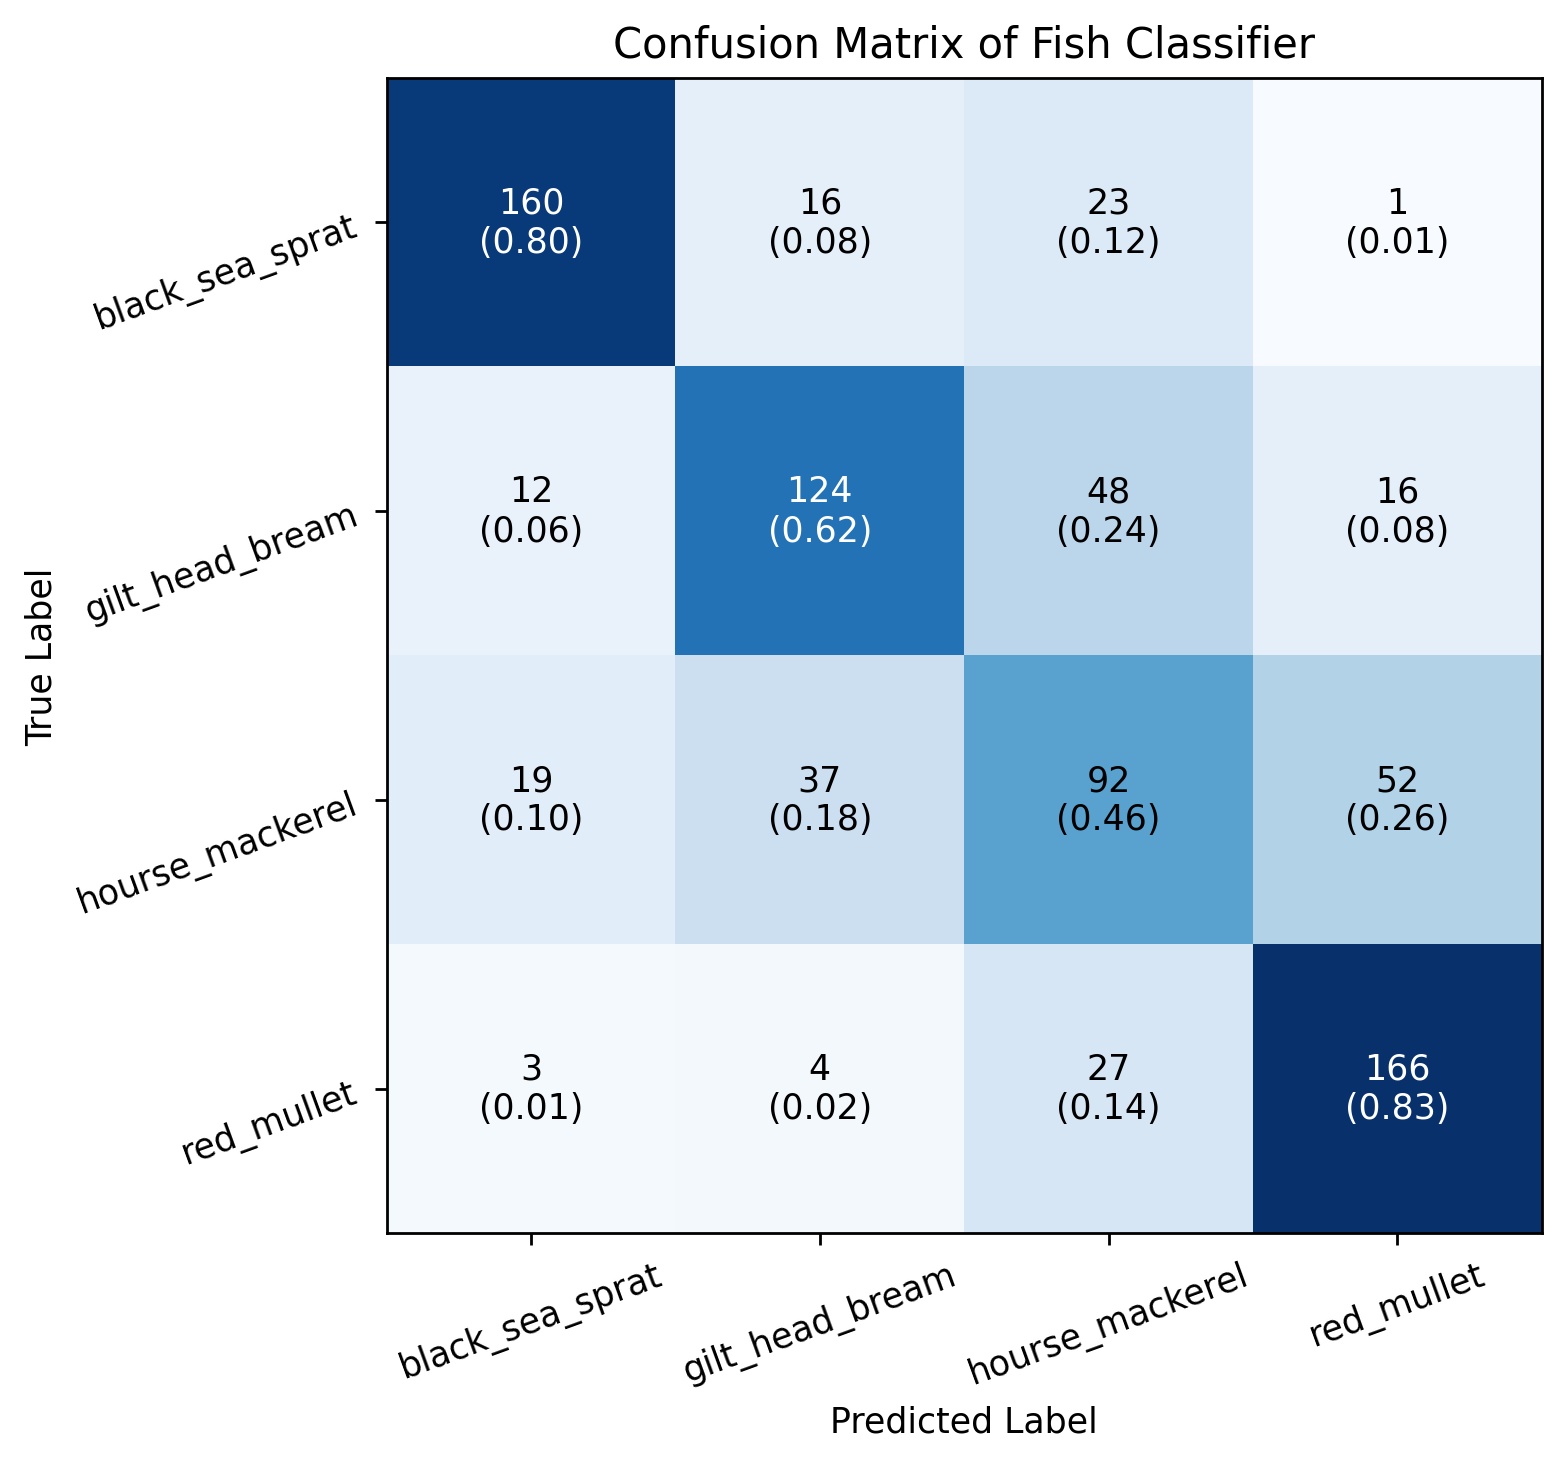 Confusion Matrix of Fish Classifier
True Label
black_sea_sprat
160
(0.80)
16
(0.08)
23
(0.12)
1
(0.01)
gilt_head_bream
12
(0.06)
124
(0.62)
48
(0.24)
16
(0.08)
hourse_mackerel
19
(0.10)
37
(0.18)
92
(0.46)
52
(0.26)
red_mullet
3
(0.01)
4
(0.02)
27
(0.14)
166
(0.83)
black_sea_sprat
gilt_head_bream
hourse_mackerel
red_mullet
Predicted Label